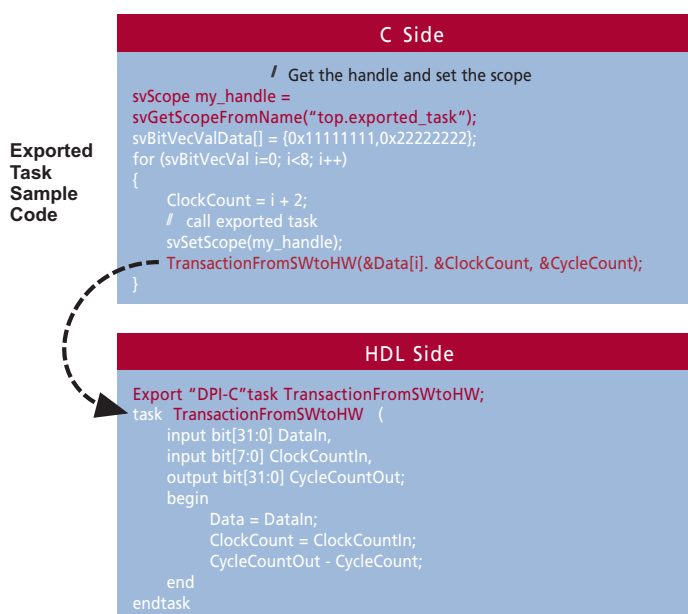 C Side
// Get the handle and set the scope
svScope my_handle =
svGetScopeFromName(“top.exported_task”);
svBitVecValData[] = {0x11111111,0x22222222};
for (svBitVecVal i=0; i<8; i++)
{
ClockCount = i + 2;
// call exported task
svSetScope(my_handle);
TransactionFromSWtoHW(&Data[i]. &ClockCount, &CycleCount);
}
Exported
Task
Sample
Code
HDL Side
Export “DPI-C”task TransactionFromSWtoHW;
task TransactionFromSWtoHW (
input bit[31:0] DataIn,
input bit[7:0] ClockCountIn,
output bit[31:0] CycleCountOut;
begin
Data = DataIn;
ClockCount = ClockCountIn;
CycleCountOut - CycleCount;
end
endtask